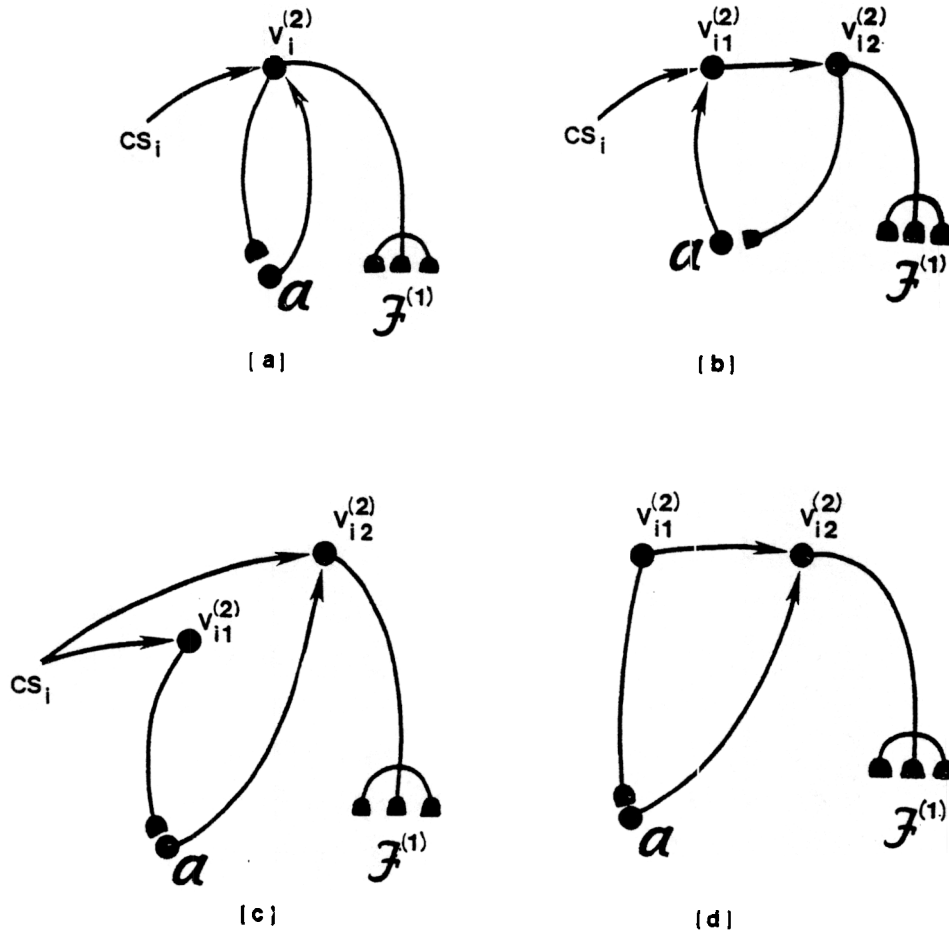 v_i^(2)
CS_i
a
𝓕^(1)
[a]
v_i1^(2)
v_i2^(2)
CS_i
a
𝓕^(1)
[b]
v_i2^(2)
v_i1^(2)
CS_i
a
𝓕^(1)
[c]
v_i1^(2)
v_i2^(2)
a
𝓕^(1)
[d]